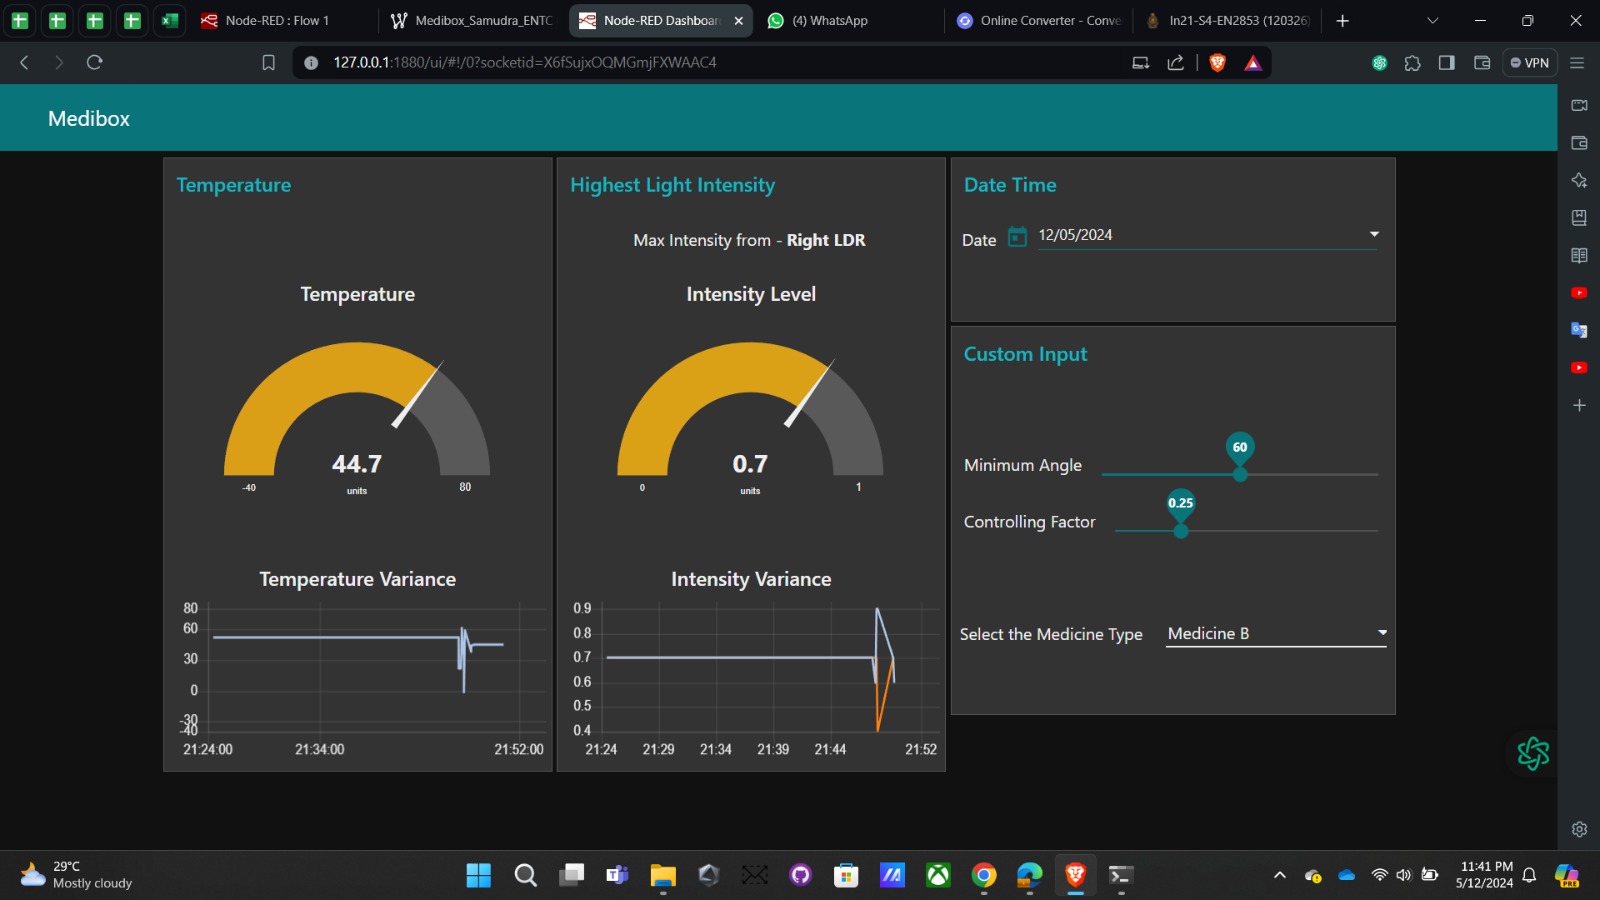 Node-RED : Flow 1
Medibox_Samudra_ENTC
Node-RED Dashboar
(4) WhatsApp
Online Converter - Conve
In21-S4-EN2853 (120326)
127.0.0.1:1880/ui/#!/0?socketid=X6fSujxOQMGmjFXWAAC4
VPN
Medibox
Temperature
Temperature
44.7
units
-40
80
Temperature Variance
80
60
30
0
-30
-40
21:24:00
21:34:00
21:52:00
Highest Light Intensity
Max Intensity from - Right LDR
Intensity Level
0.7
units
0
1
Intensity Variance
0.9
0.8
0.7
0.6
0.5
0.4
21:24
21:29
21:34
21:39
21:44
21:52
Date Time
Date
12/05/2024
Custom Input
Minimum Angle
60
Controlling Factor
0.25
Select the Medicine Type
Medicine B
29°C
Mostly cloudy
11:41 PM
5/12/2024
PRE